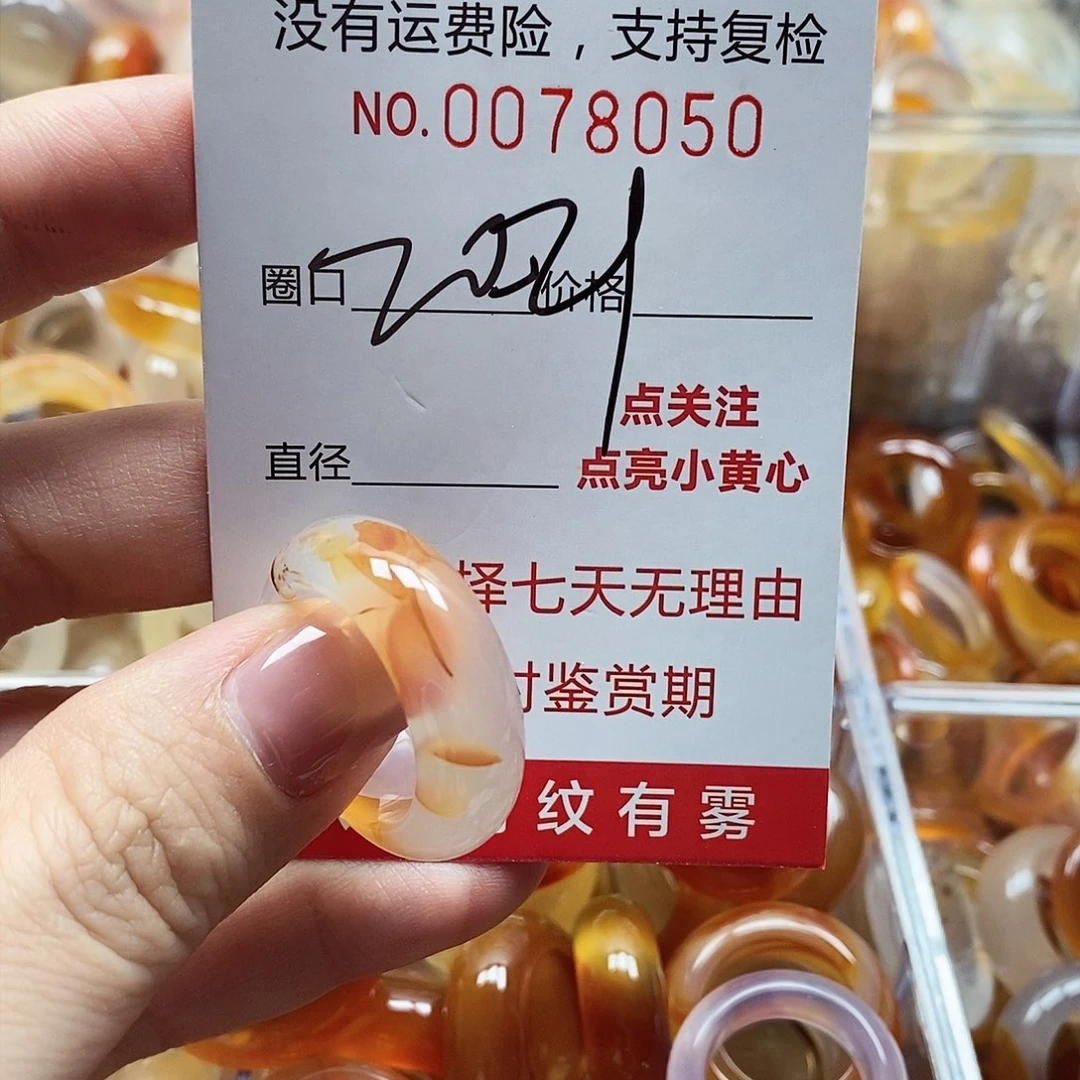 没有运费险，支持复检
NO.0078050
圈口 价格
点关注
直径 点亮小黄心
择七天无理由
时鉴赏期
纹有雾